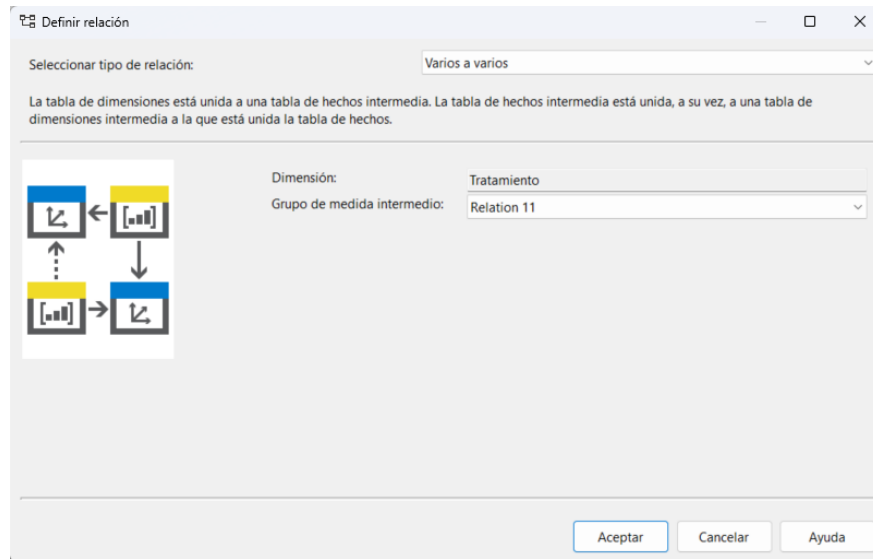 Definir relación
Seleccionar tipo de relación:
Varios a varios
La tabla de dimensiones está unida a una tabla de hechos intermedia. La tabla de hechos intermedia está unida, a su vez, a una tabla de
dimensiones intermedia a la que está unida la tabla de hechos.
Dimensión:
Tratamiento
Grupo de medida intermedio:
Relation 11
Aceptar
Cancelar
Ayuda